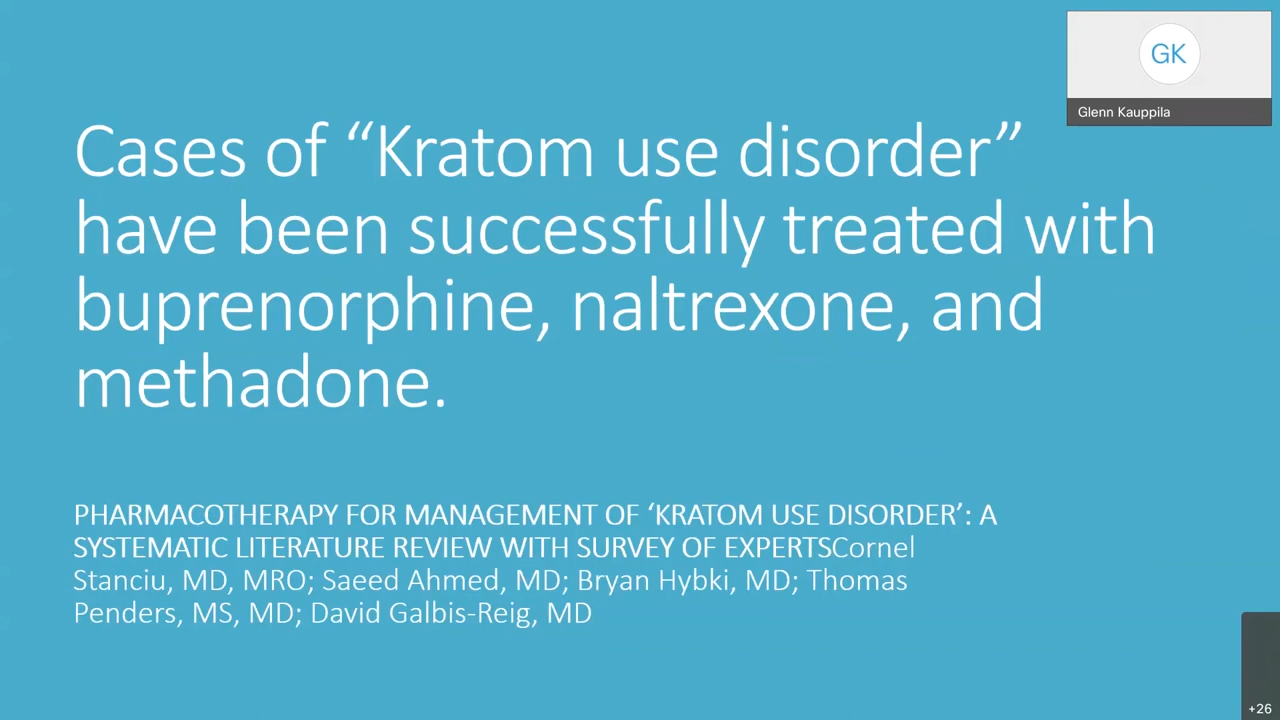 GK
Glenn Kauppila
Cases of “Kratom use disorder”
have been successfully treated with
buprenorphine, naltrexone, and
methadone.
PHARMACOTHERAPY FOR MANAGEMENT OF ‘KRATOM USE DISORDER’: A
SYSTEMATIC LITERATURE REVIEW WITH SURVEY OF EXPERTSCornel
Stanciu, MD, MRO; Saeed Ahmed, MD; Bryan Hybki, MD; Thomas
Penders, MS, MD; David Galbis-Reig, MD
+26